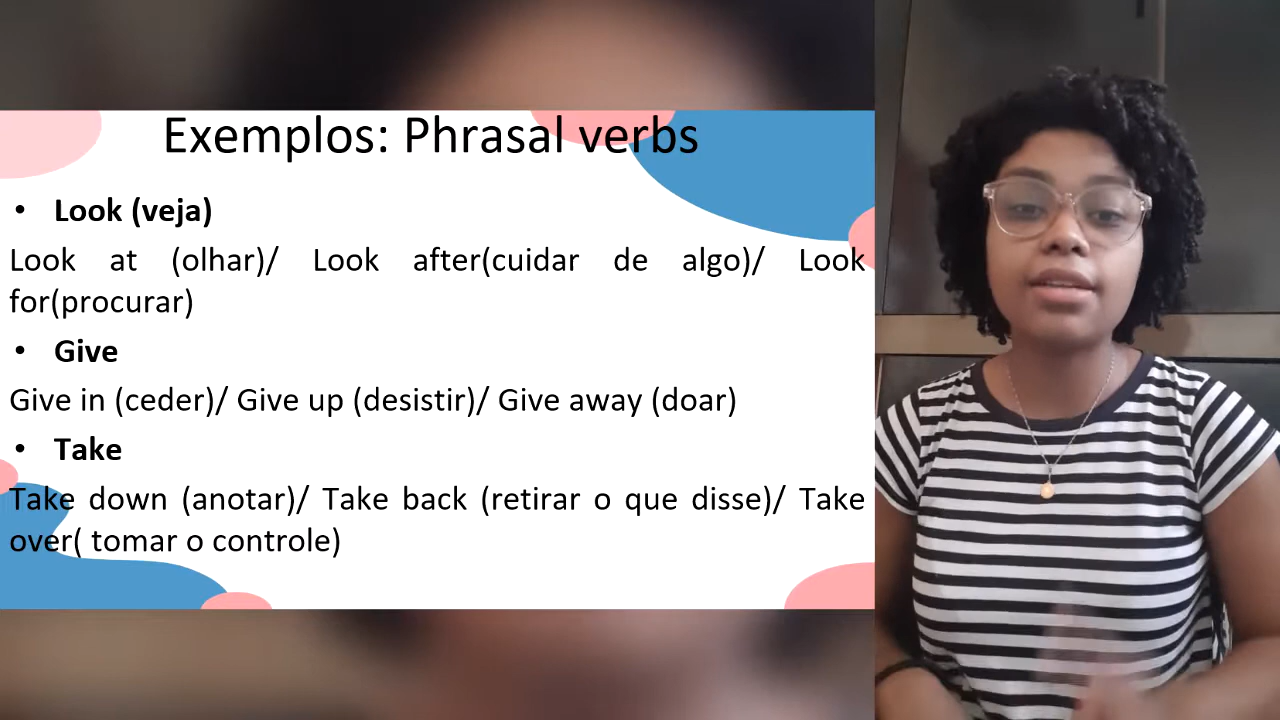 Exemplos: Phrasal verbs
• Look (veja)
Look at (olhar)/ Look after(cuidar de algo)/ Look
for(procurar)
• Give
Give in (ceder)/ Give up (desistir)/ Give away (doar)
• Take
Take down (anotar)/ Take back (retirar o que disse)/ Take
over( tomar o controle)